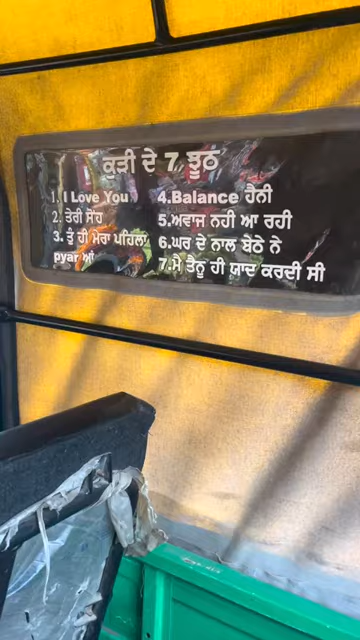 ਕੁੜੀ ਦੇ 7 ਝੂਠ
1. I Love You
2. ਤੇਰੀ ਸੌਂਹ
3. ਤੂੰ ਹੀ ਮੇਰਾ ਪਹਿਲਾ
pyar ਆਂ
4.Balance ਹੈਨੀ
5.ਅਵਾਜ ਨਹੀ ਆ ਰਹੀ
6.ਘਰ ਦੇ ਨਾਲ ਬੈਠੇ ਨੇ
7.ਮੈ ਤੈਨੂ ਹੀ ਯਾਦ ਕਰਦੀ ਸੀ